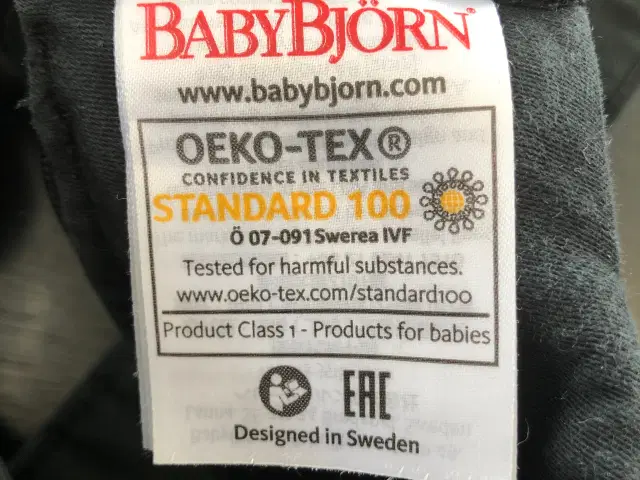 BABYBJÖRN™
www.babybjorn.com
OEKO-TEX®
CONFIDENCE IN TEXTILES
STANDARD 100
Ö 07-091 Swerea IVF
Tested for harmful substances.
www.oeko-tex.com/standard100
Product Class 1 - Products for babies
EAC
Designed in Sweden